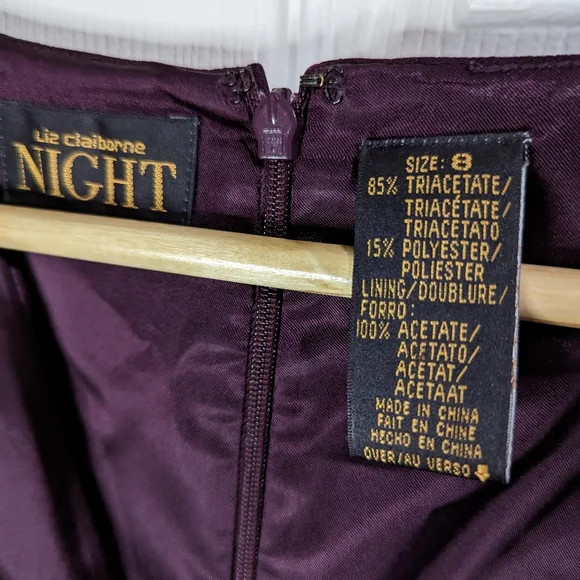 Liz claiborne
NIGHT
SIZE: 8
85% TRIACETATE/
TRIACÉTATE/
TRIACETATO
15% POLYESTER/
POLIESTER
LINING/DOUBLURE/
FORRO:
100% ACETATE/
ACETATO/
ACETAT/
ACETAAT
MADE IN CHINA
FAIT EN CHINE
HECHO EN CHINA
OVER/AU VERSO